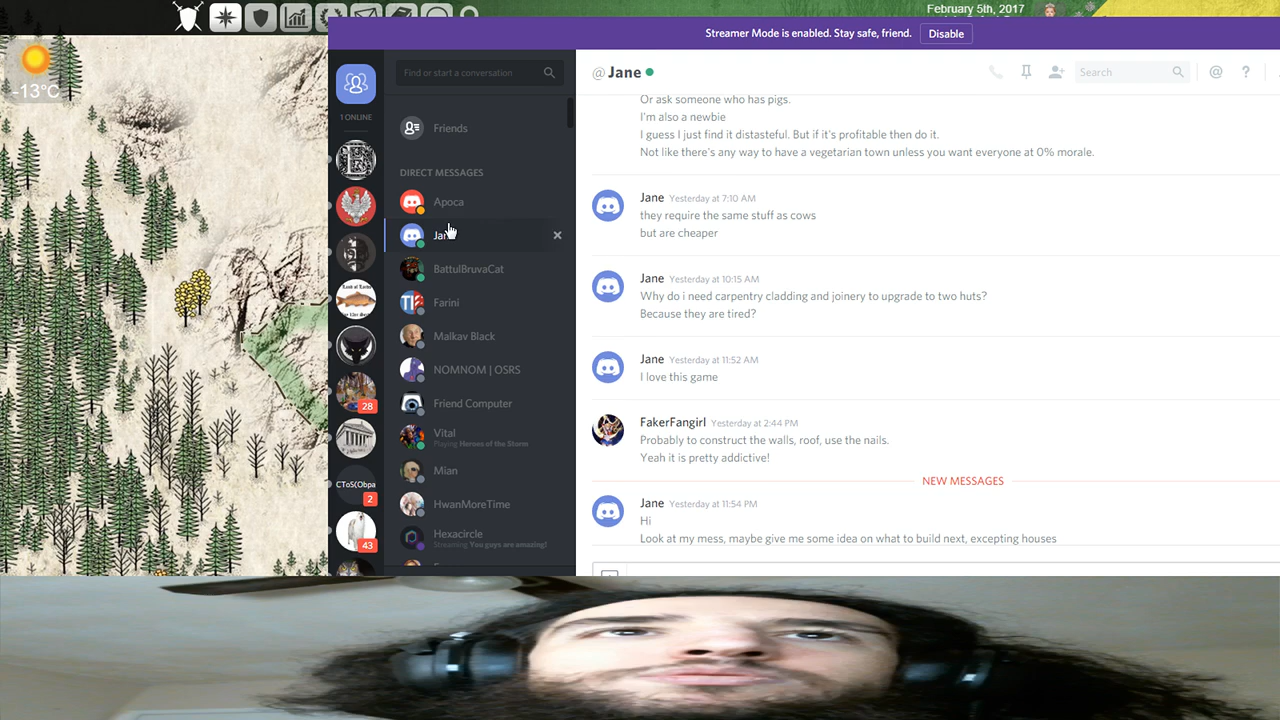 February 5th, 2017
-13°C
Streamer Mode is enabled. Stay safe, friend.
Disable
Find or start a conversation
1 ONLINE
Friends
DIRECT MESSAGES
Apoca
BattulBruvaCat
Farini
Malkav Black
NOMNOM | OSRS
Friend Computer
Vital
Playing Heroes of the Storm
Mian
HwanMoreTime
Hexacircle
Streaming You guys are amazing!
28
CToS(Obpa
2
43
@Jane
Search
@
?
Or ask someone who has pigs.
I'm also a newbie
I guess I just find it distasteful. But if it's profitable then do it.
Not like there's any way to have a vegetarian town unless you want everyone at 0% morale.
Jane Yesterday at 7:10 AM
they require the same stuff as cows
but are cheaper
Jane Yesterday at 10:15 AM
Why do i need carpentry cladding and joinery to upgrade to two huts?
Because they are tired?
Jane Yesterday at 11:52 AM
I love this game
FakerFangirl Yesterday at 2:44 PM
Probably to construct the walls, roof, use the nails.
Yeah it is pretty addictive!
NEW MESSAGES
Jane Yesterday at 11:54 PM
Hi
Look at my mess, maybe give me some idea on what to build next, excepting houses